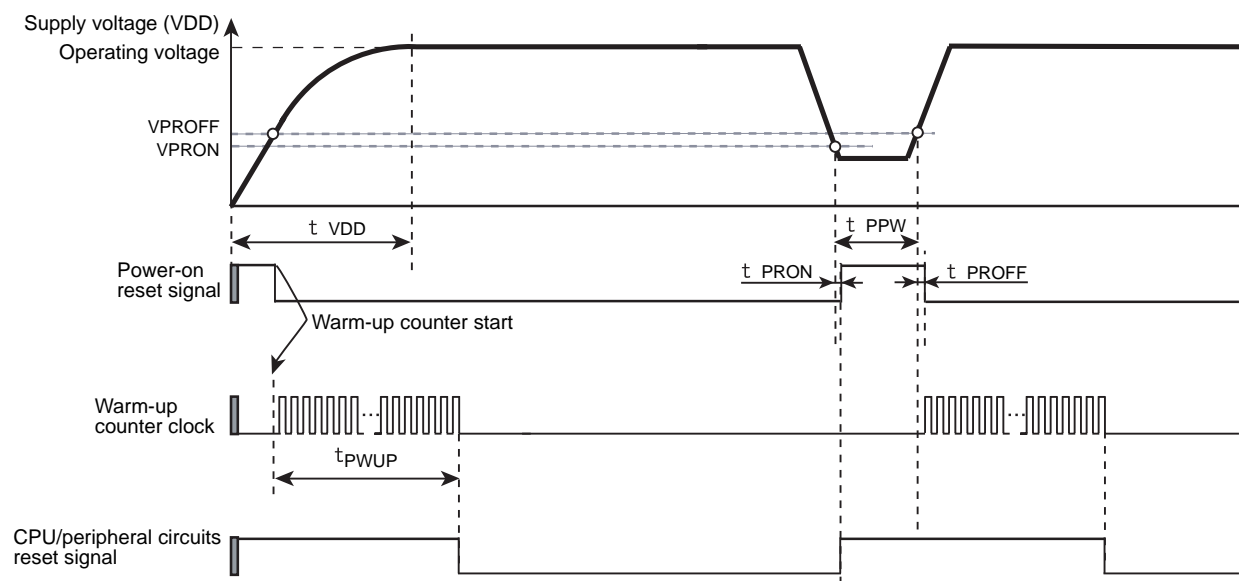 Supply voltage (VDD)
Operating voltage
VPROFF
VPRON
t VDD
t PPW
Power-on
reset signal
t PRON
t PROFF
Warm-up counter start
Warm-up
counter clock
...
...
tPWUP
CPU/peripheral circuits
reset signal